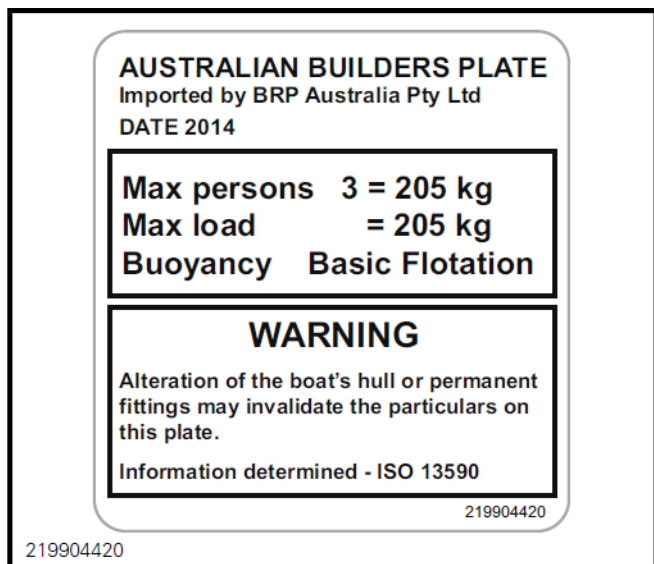 AUSTRALIAN BUILDERS PLATE
Imported by BRP Australia Pty Ltd
DATE 2014
Max persons 3 = 205 kg
Max load = 205 kg
Buoyancy Basic Flotation
WARNING
Alteration of the boat's hull or permanent
fittings may invalidate the particulars on
this plate.
Information determined - ISO 13590
219904420
219904420